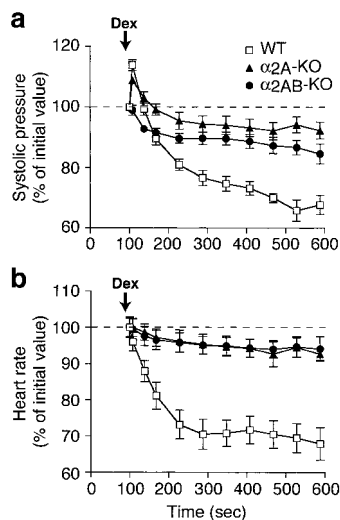 a
Dex
WT
α2A-KO
α2AB-KO
Systolic pressure
(% of initial value)
120
100
80
60
0 100 200 300 400 500 600
b
Dex
Heart rate
(% of initial value)
110
100
90
80
70
60
0 100 200 300 400 500 600
Time (sec)